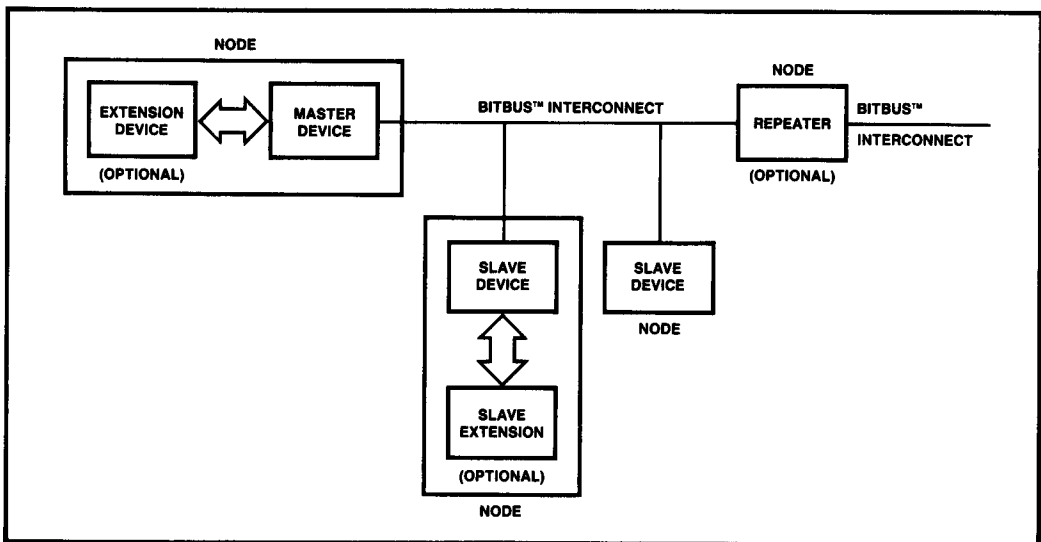 NODE
EXTENSION
DEVICE
(OPTIONAL)
MASTER
DEVICE
BITBUS™ INTERCONNECT
NODE
REPEATER
(OPTIONAL)
BITBUS™
INTERCONNECT
SLAVE
DEVICE
SLAVE
EXTENSION
(OPTIONAL)
NODE
SLAVE
DEVICE
NODE